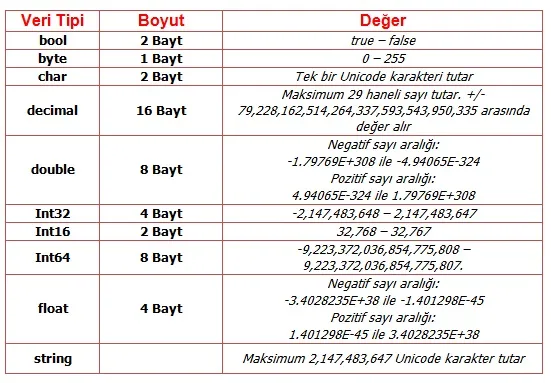 Veri Tipi Boyut Değer
bool 2 Bayt true – false
byte 1 Bayt 0 – 255
char 2 Bayt Tek bir Unicode karakteri tutar
decimal 16 Bayt Maksimum 29 haneli sayı tutar. +/-
79,228,162,514,264,337,593,543,950,335 arasında
değer alır
double 8 Bayt Negatif sayı aralığı:
-1.79769E+308 ile -4.94065E-324
Pozitif sayı aralığı:
4.94065E-324 ile 1.79769E+308
Int32 4 Bayt -2,147,483,648 – 2,147,483,647
Int16 2 Bayt 32,768 – 32,767
Int64 8 Bayt -9,223,372,036,854,775,808 –
9,223,372,036,854,775,807.
float 4 Bayt Negatif sayı aralığı:
-3.4028235E+38 ile -1.401298E-45
Pozitif sayı aralığı:
1.401298E-45 ile 3.4028235E+38
string Maksimum 2,147,483,647 Unicode karakter tutar